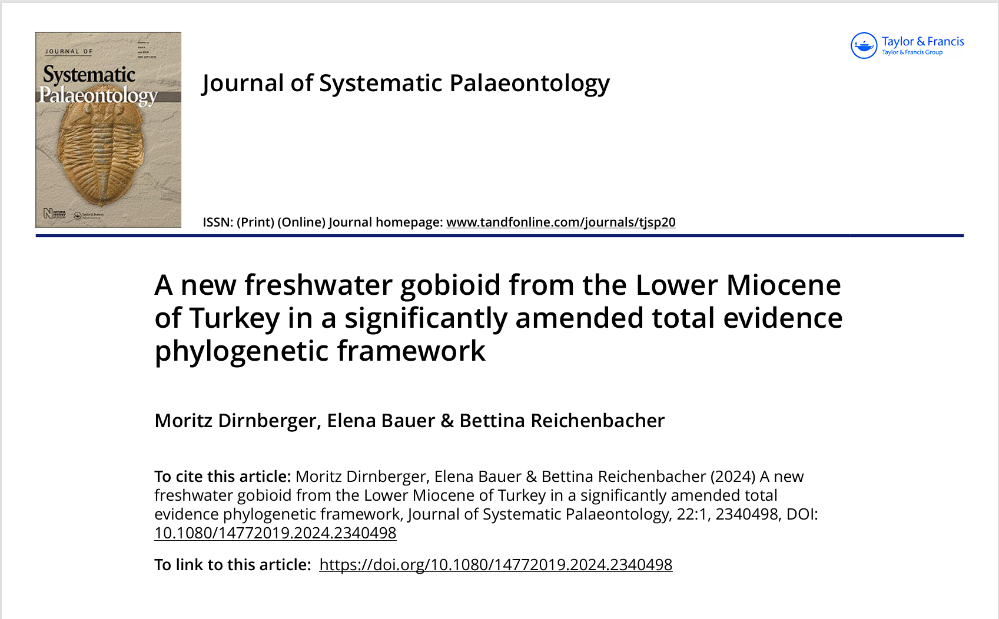 JOURNAL OF
Systematic
Palaeontology
NATURAL
HISTORY
MUSEUM
Taylor & Francis
Taylor & Francis
Taylor & Francis Group
Journal of Systematic Palaeontology
ISSN: (Print) (Online) Journal homepage: www.tandfonline.com/journals/tjsp20
A new freshwater gobioid from the Lower Miocene
of Turkey in a significantly amended total evidence
phylogenetic framework
Moritz Dirnberger, Elena Bauer & Bettina Reichenbacher
To cite this article: Moritz Dirnberger, Elena Bauer & Bettina Reichenbacher (2024) A new
freshwater gobioid from the Lower Miocene of Turkey in a significantly amended total
evidence phylogenetic framework, Journal of Systematic Palaeontology, 22:1, 2340498, DOI:
10.1080/14772019.2024.2340498
To link to this article: https://doi.org/10.1080/14772019.2024.2340498